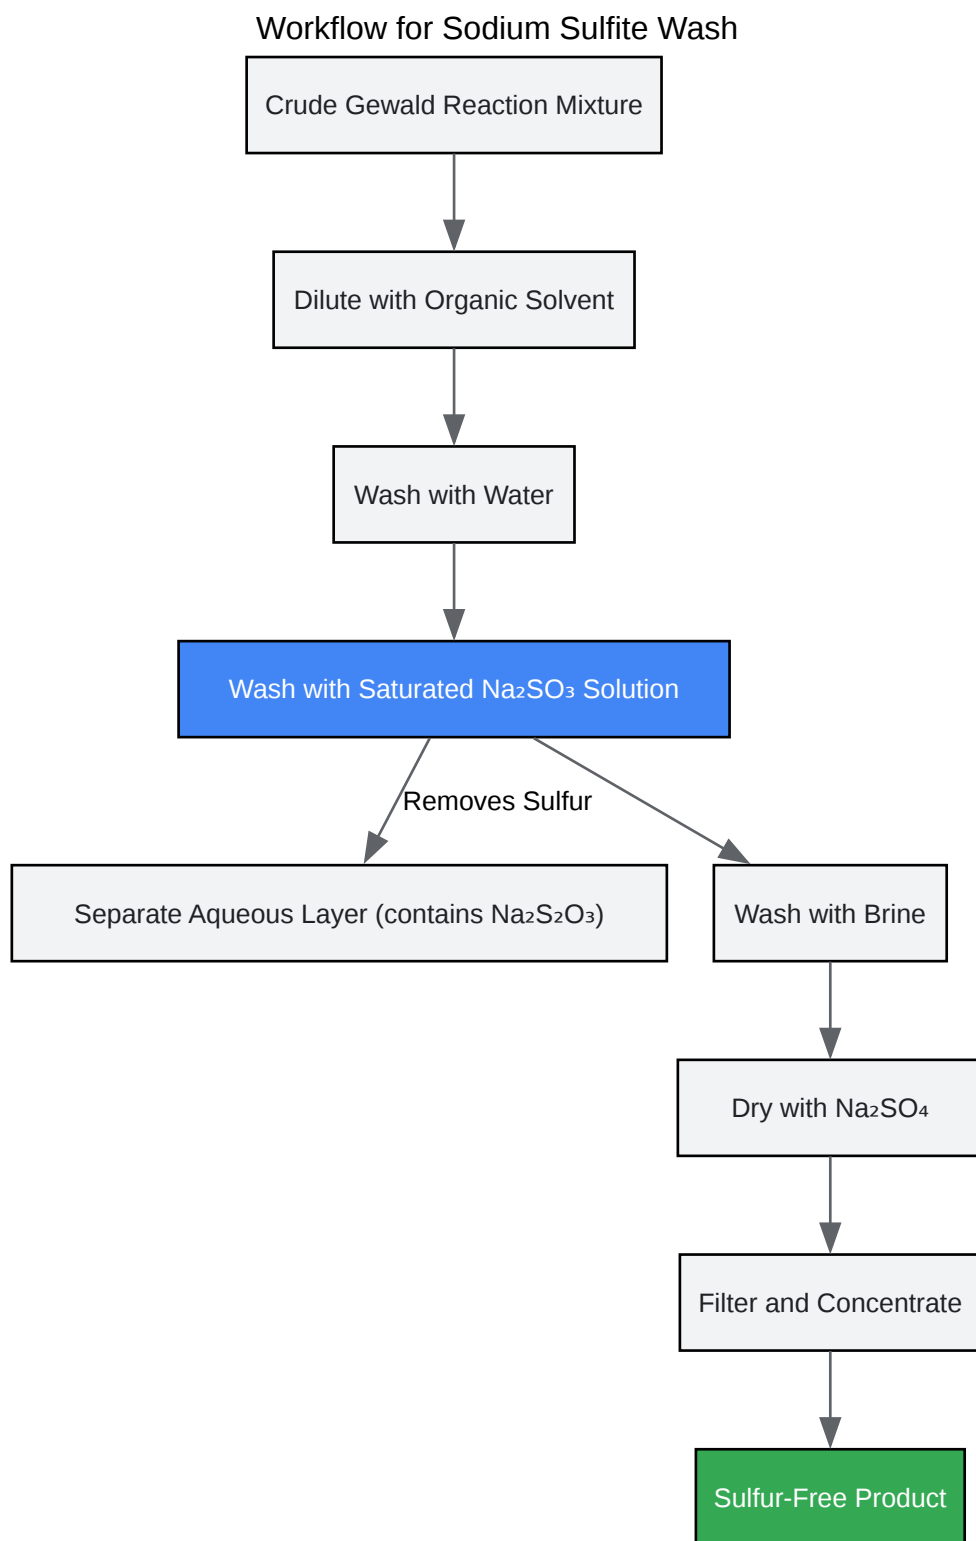 Workflow for Sodium Sulfite Wash
Crude Gewald Reaction Mixture
Dilute with Organic Solvent
Wash with Water
Wash with Saturated Na₂SO₃ Solution
Removes Sulfur
Separate Aqueous Layer (contains Na₂S₂O₃)
Wash with Brine
Dry with Na₂SO₄
Filter and Concentrate
Sulfur-Free Product